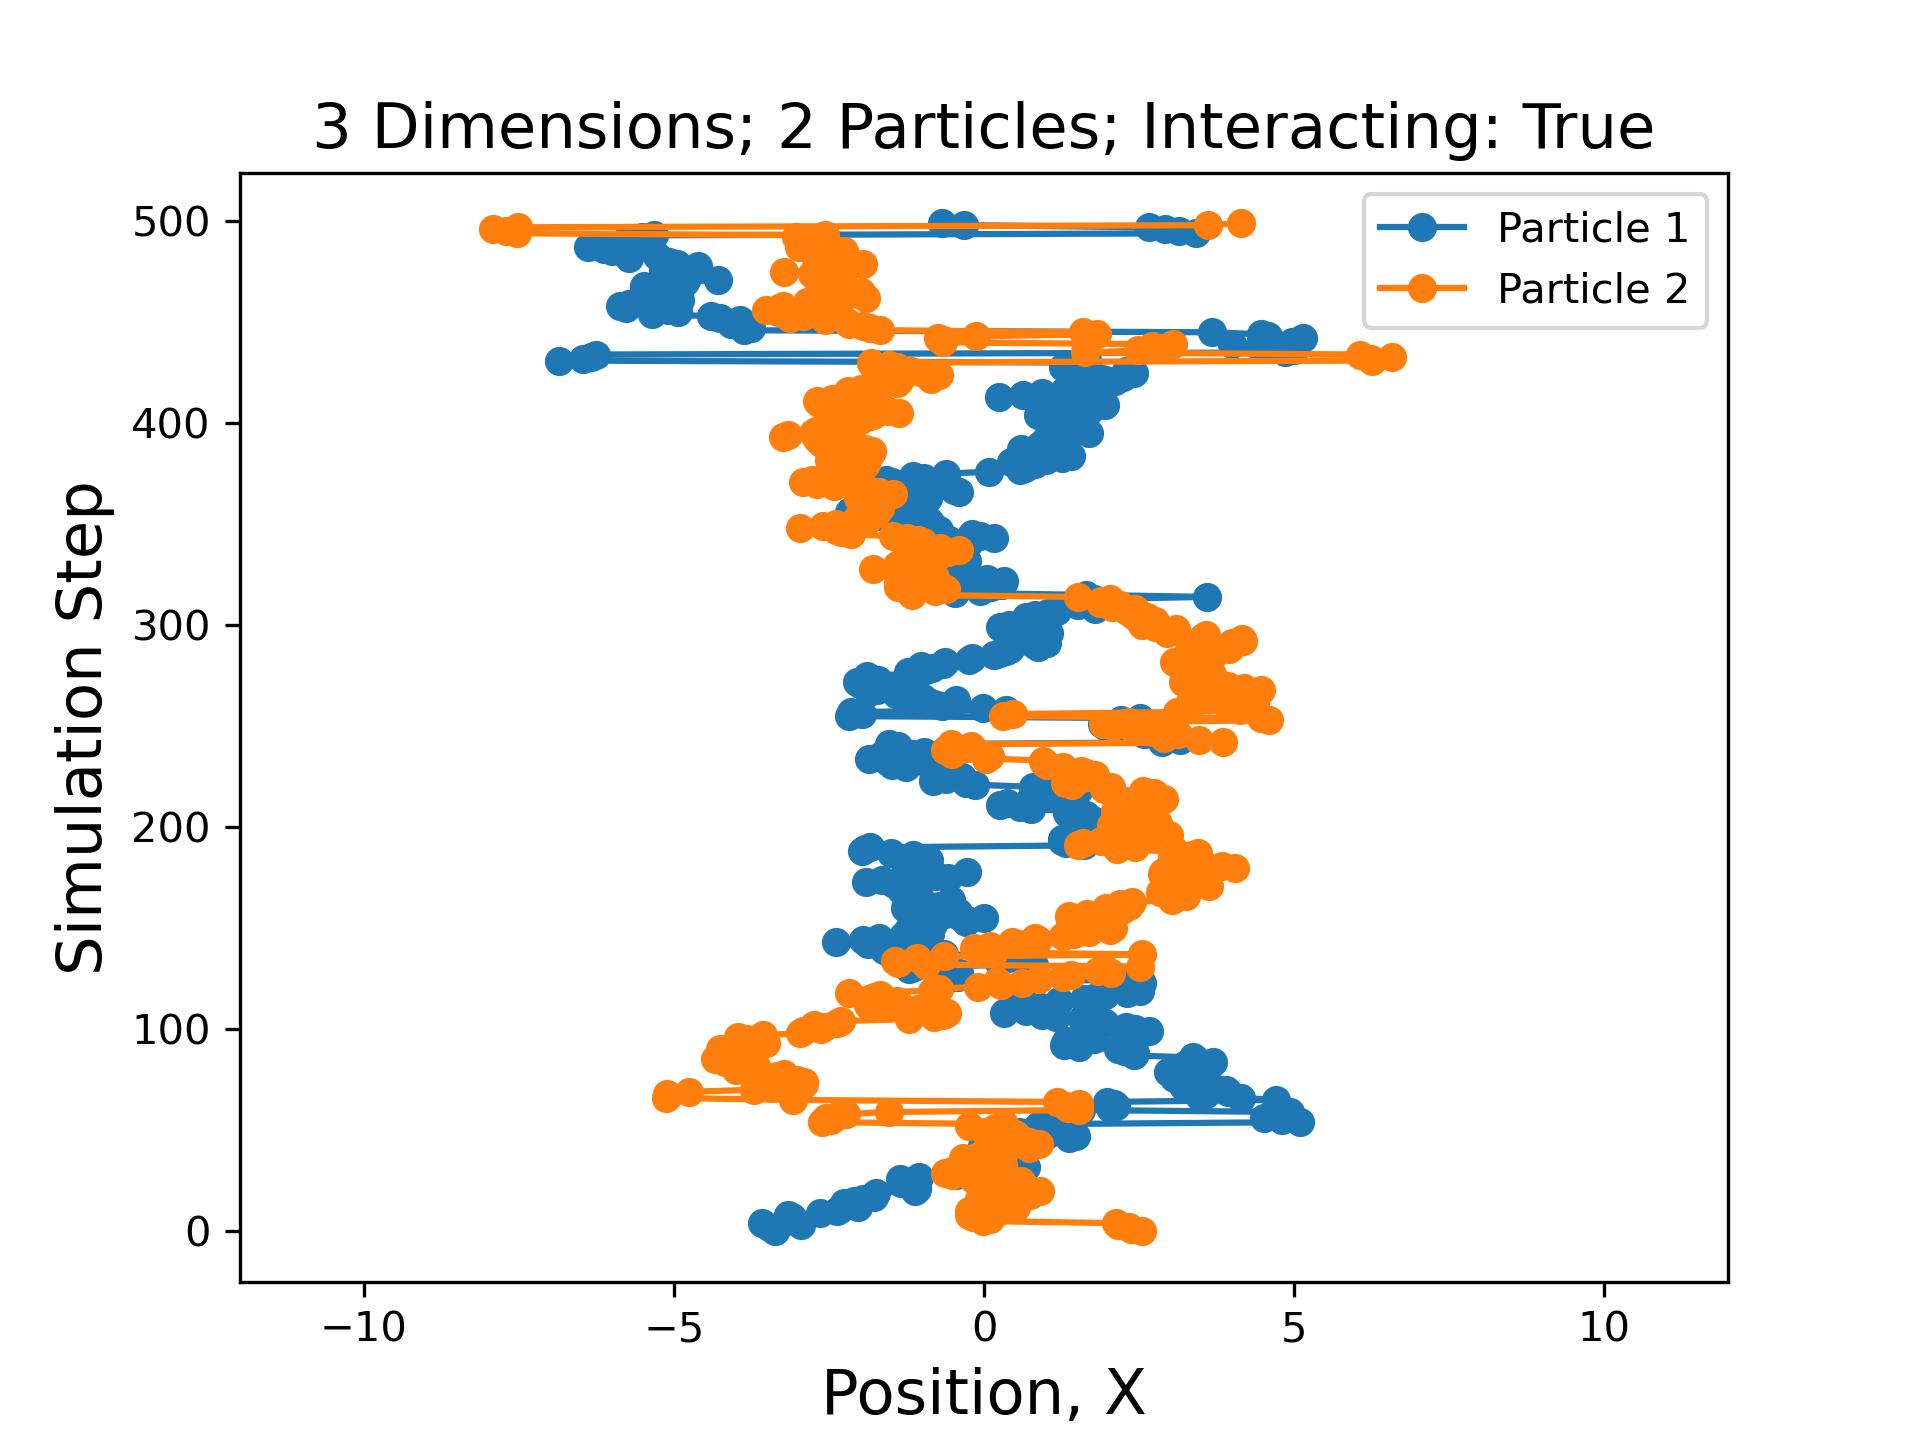 3 Dimensions; 2 Particles; Interacting: True
Particle 1
Particle 2
500
400
300
200
100
0
Simulation Step
−10
−5
0
5
10
Position, X